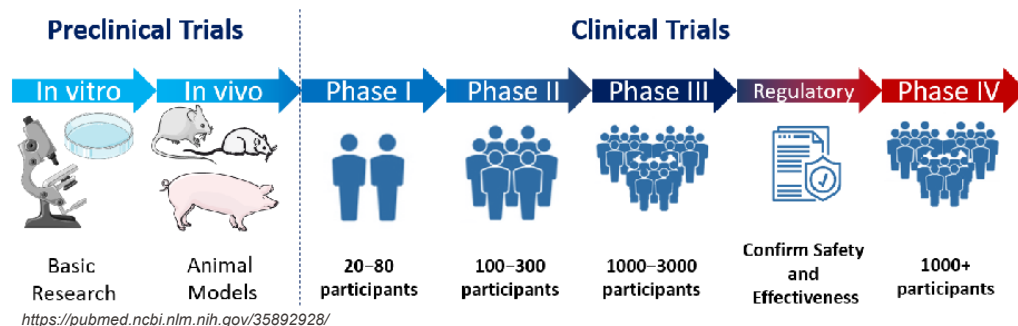 Preclinical Trials
Clinical Trials
In vitro
In vivo
Phase I
Phase II
Phase III
Regulatory
Phase IV
Basic
Research
Animal
Models
20–80
participants
100–300
participants
1000–3000
participants
Confirm Safety
and
Effectiveness
1000+
participants
https://pubmed.ncbi.nlm.nih.gov/35892928/